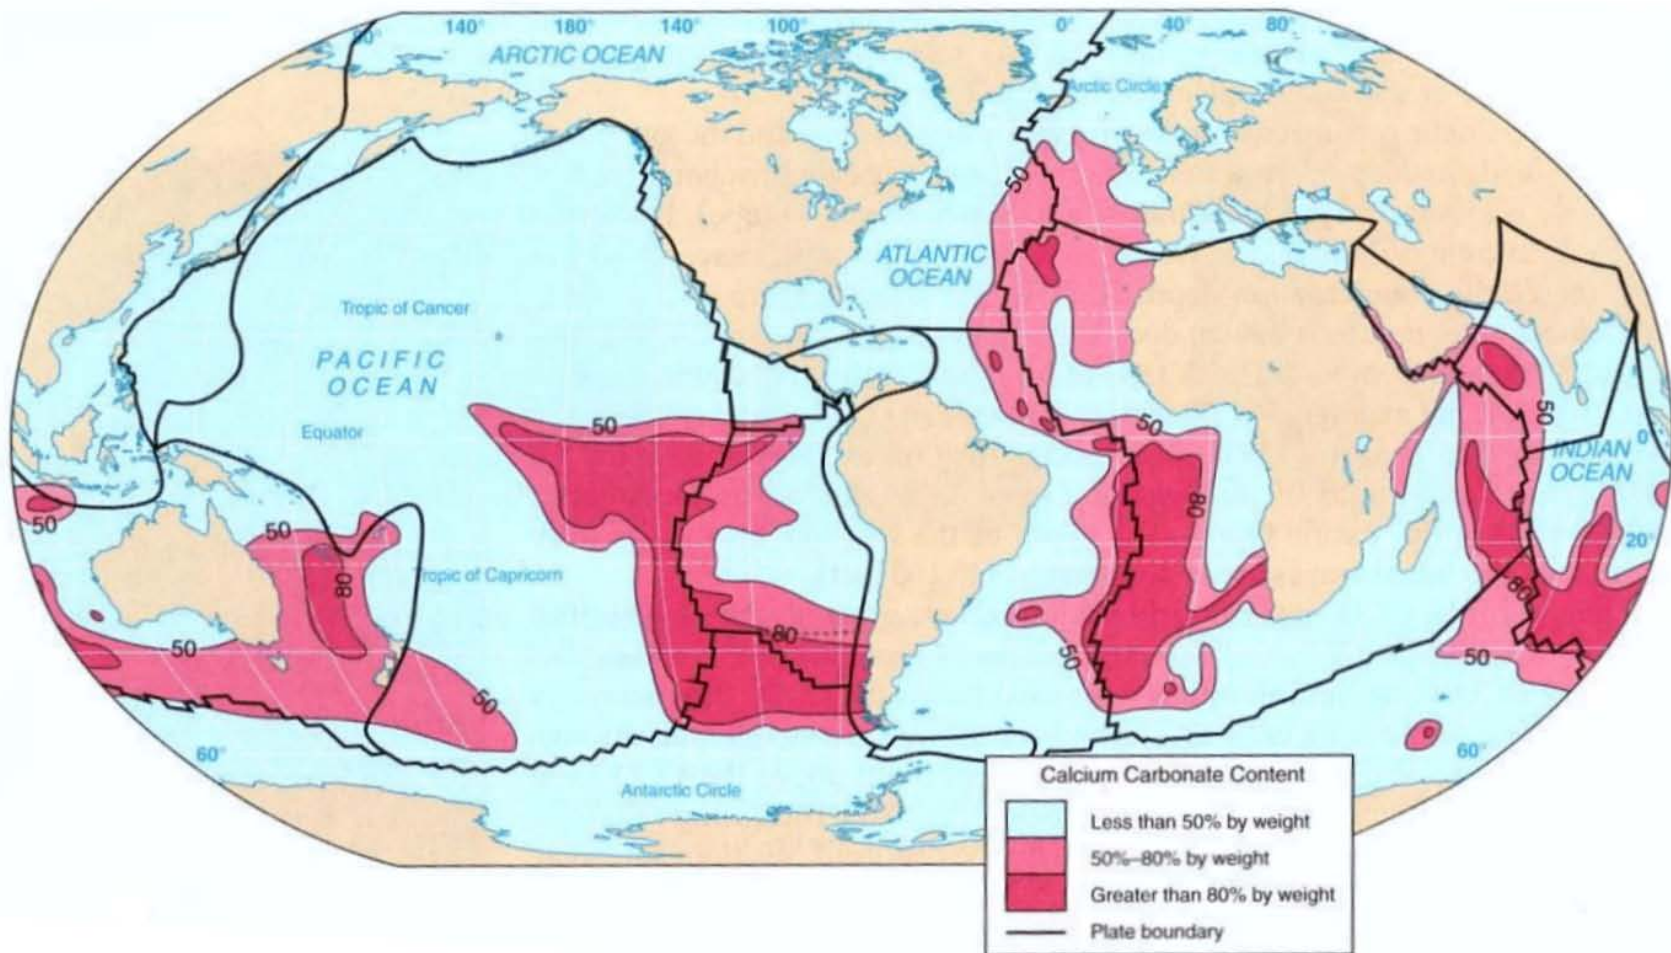 140°
180°
140°
100°
0°
40°
80°
ARCTIC OCEAN
Arctic Circle
50
ATLANTIC
OCEAN
Tropic of Cancer
PACIFIC
OCEAN
Equator
50
50
50
0°
INDIAN
OCEAN
80
50
50
80
20°
Tropic of Capricorn
80
80
50
50
50
50
60°
60°
Antarctic Circle
Calcium Carbonate Content
Less than 50% by weight
50%–80% by weight
Greater than 80% by weight
Plate boundary